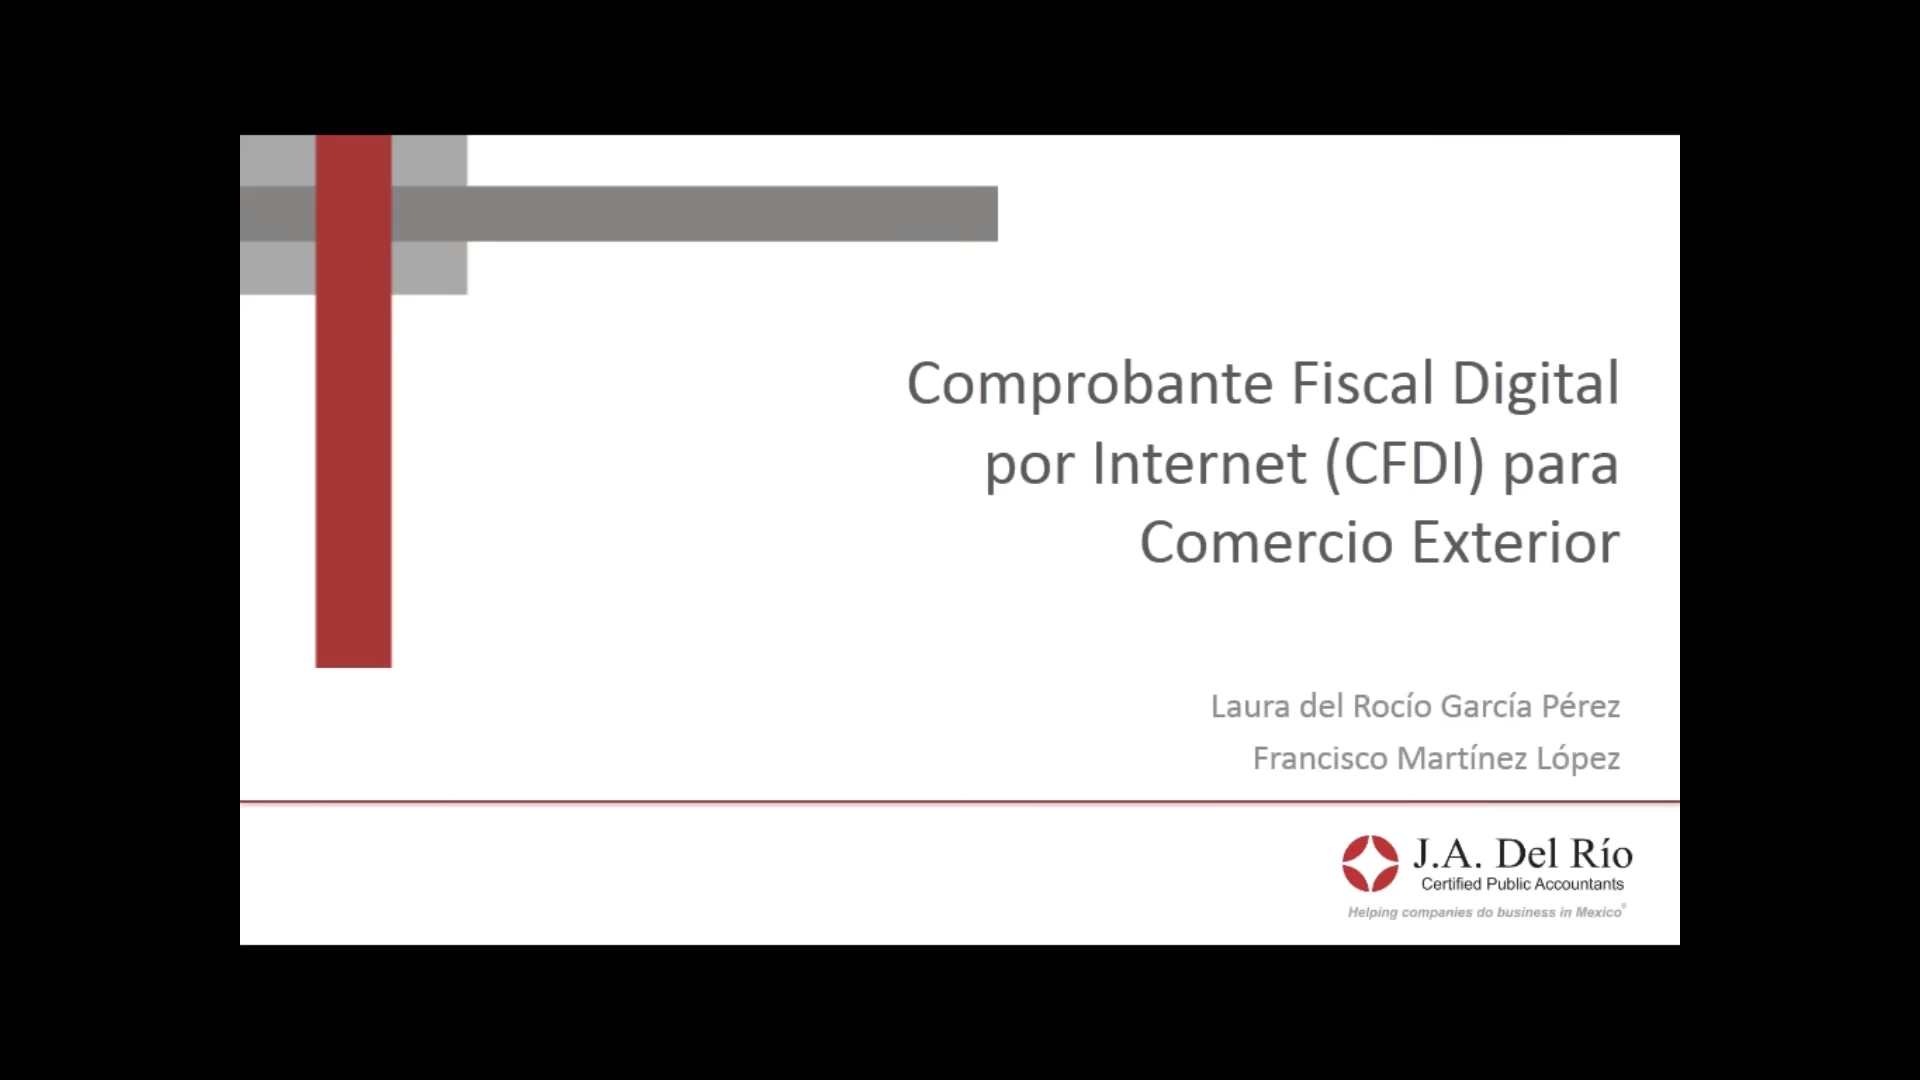 Comprobante Fiscal Digital
por Internet (CFDI) para
Comercio Exterior
Laura del Rocío García Pérez
Francisco Martínez López
J.A. Del Río
Certified Public Accountants
Helping companies do business in Mexico®